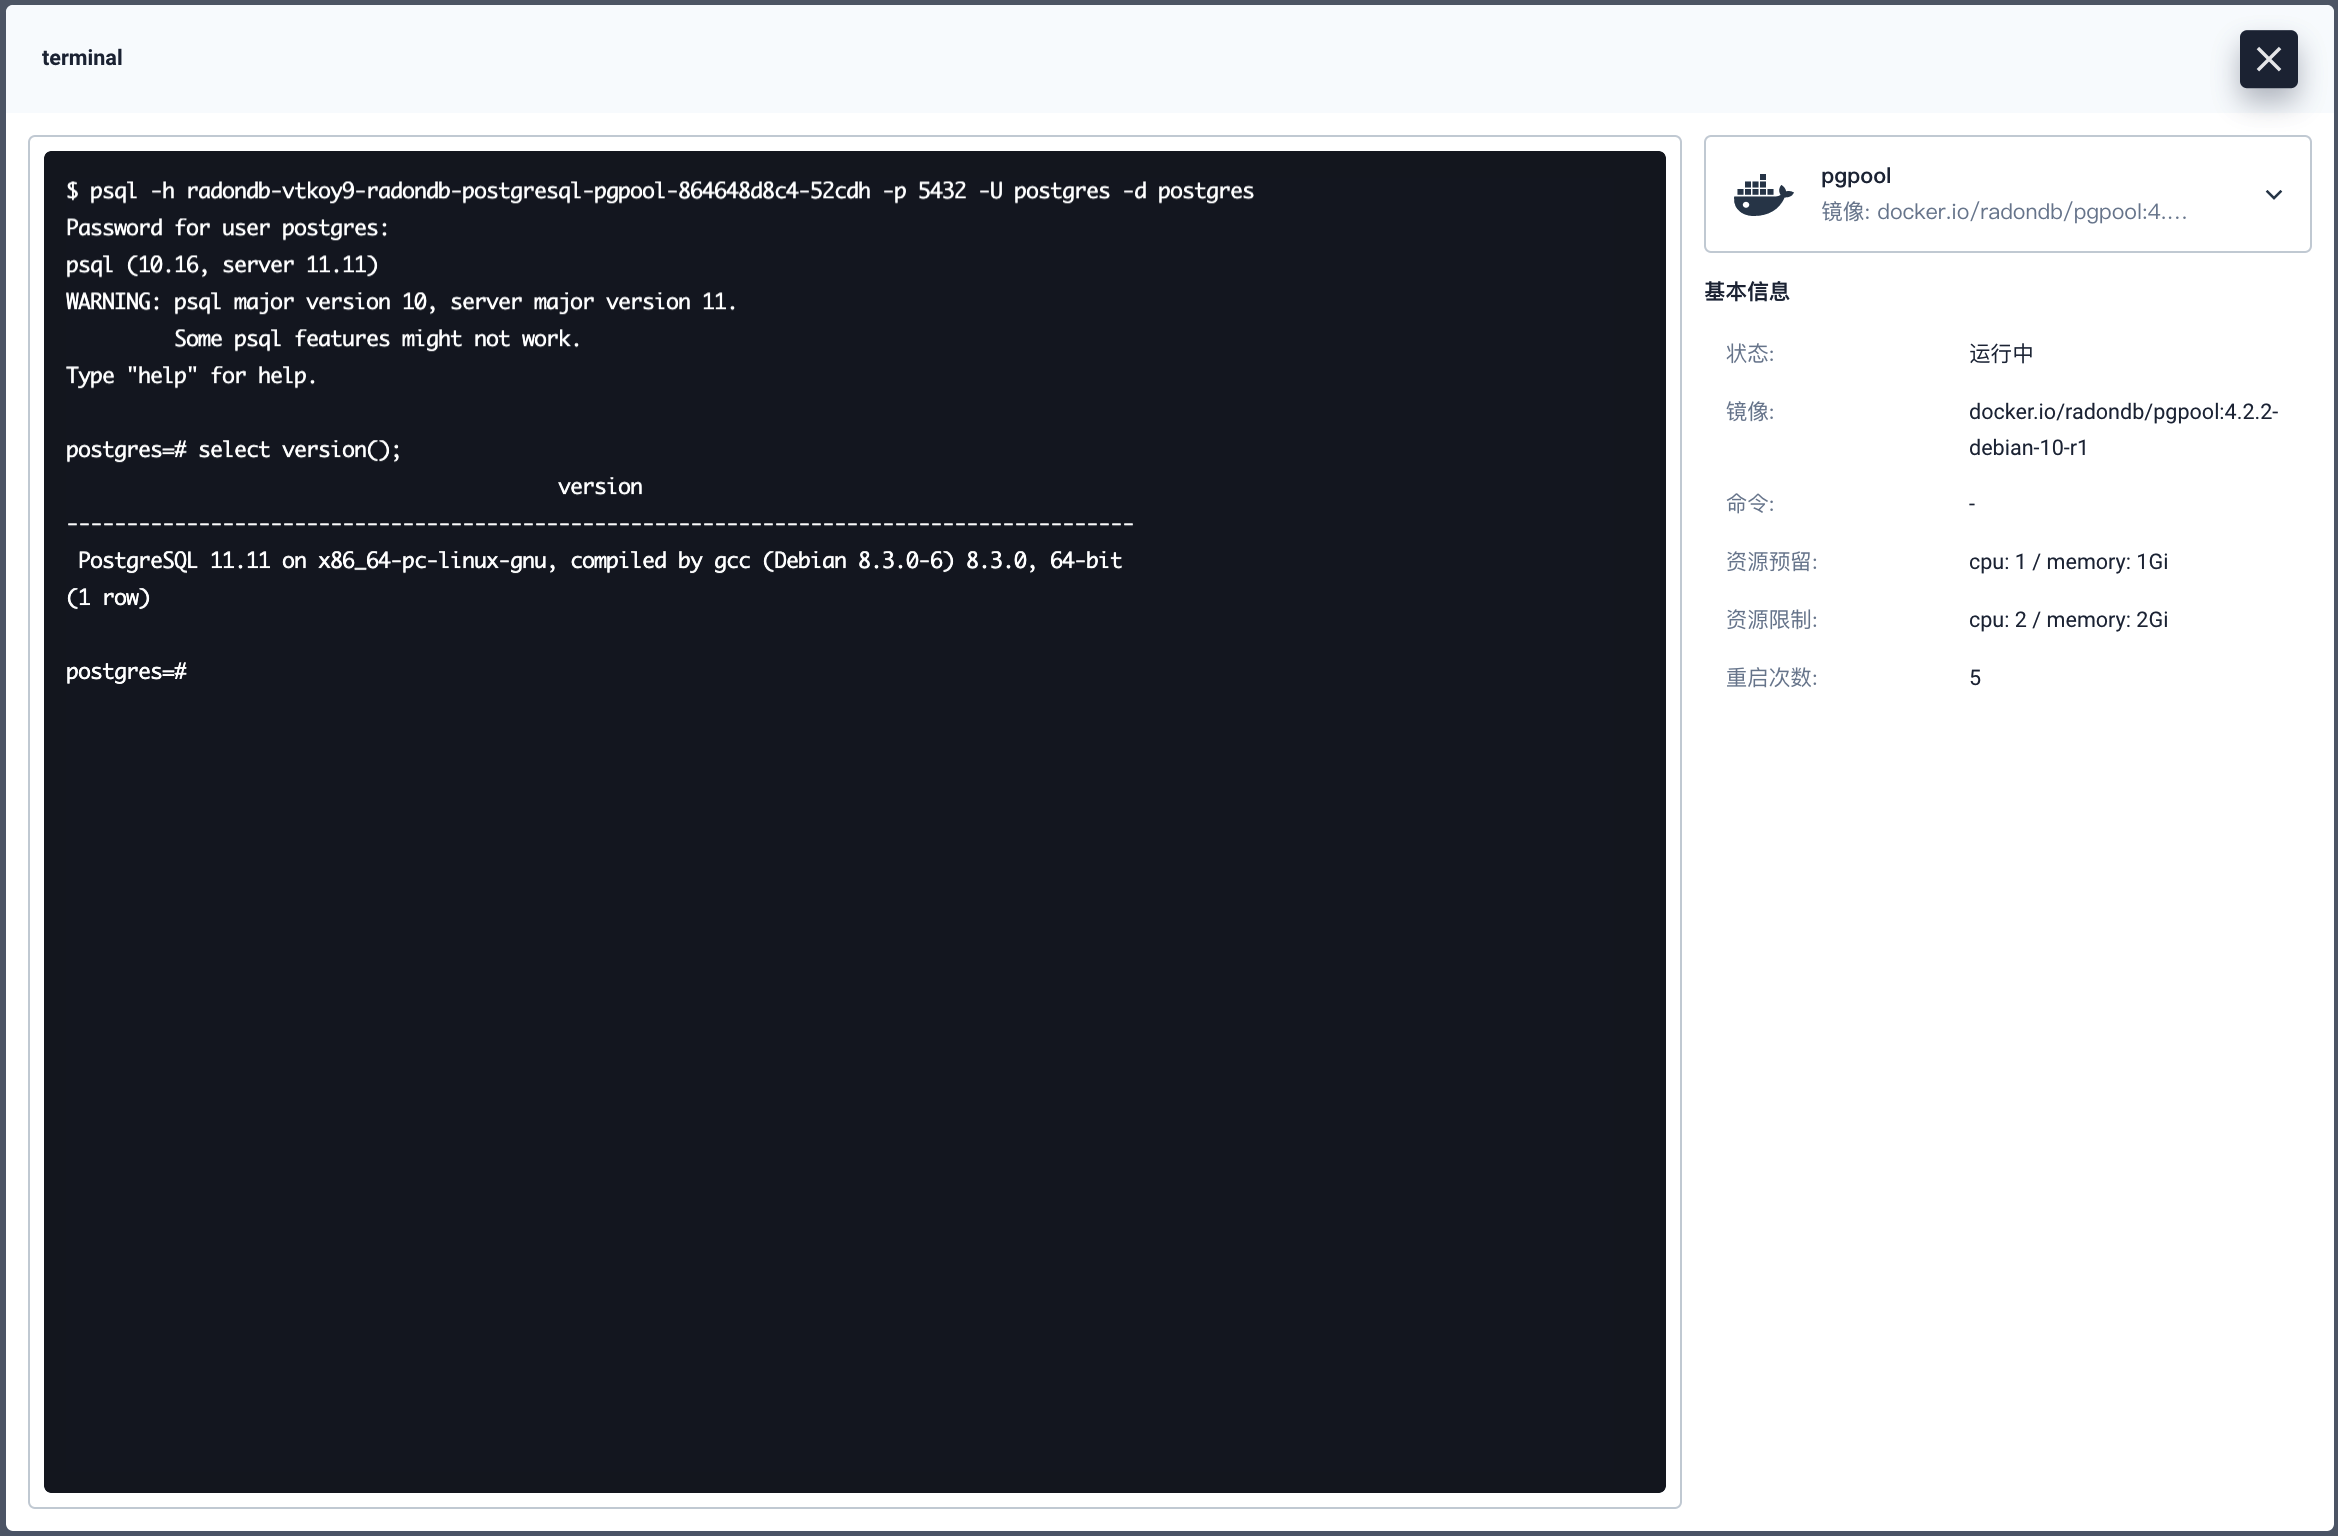 terminal
$ psql -h radondb-vtkoy9-radondb-postgresql-pgpool-864648d8c4-52cdh -p 5432 -U postgres -d postgres
Password for user postgres:
psql (10.16, server 11.11)
WARNING: psql major version 10, server major version 11.
         Some psql features might not work.
Type "help" for help.
postgres=# select version();
                                         version
-----------------------------------------------------------------------------------------
 PostgreSQL 11.11 on x86_64-pc-linux-gnu, compiled by gcc (Debian 8.3.0-6) 8.3.0, 64-bit
(1 row)
postgres=#
pgpool
镜像: docker.io/radondb/pgpool:4....
基本信息
状态: 运行中
镜像: docker.io/radondb/pgpool:4.2.2-
debian-10-r1
命令: -
资源预留: cpu: 1 / memory: 1Gi
资源限制: cpu: 2 / memory: 2Gi
重启次数: 5